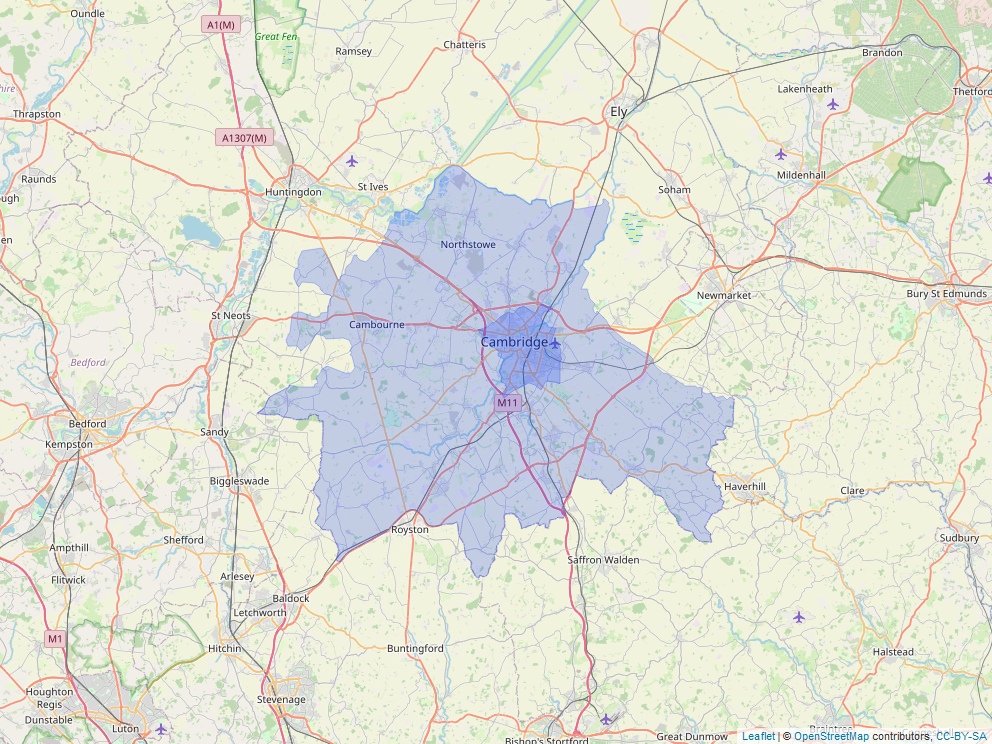 Oundle
A1(M)
Great Fen
Ramsey
Chatteris
Brandon
Lakenheath
Thetford
Thrapston
Ely
A1307(M)
Raunds
Mildenhall
Huntingdon
St Ives
Soham
Northstowe
Newmarket
Bury St Edmunds
St Neots
Cambourne
Cambridge
Bedford
M11
Bedford
Sandy
Kempston
Biggleswade
Haverhill
Clare
Royston
Shefford
Ampthill
Sudbury
Saffron Walden
Flitwick
Arlesey
Baldock
Letchworth
M1
Hitchin
Buntingford
Halstead
Houghton
Regis
Stevenage
Dunstable
Luton
Bishop's Stortford
Great Dunmow
Leaflet | © OpenStreetMap contributors, CC-BY-SA